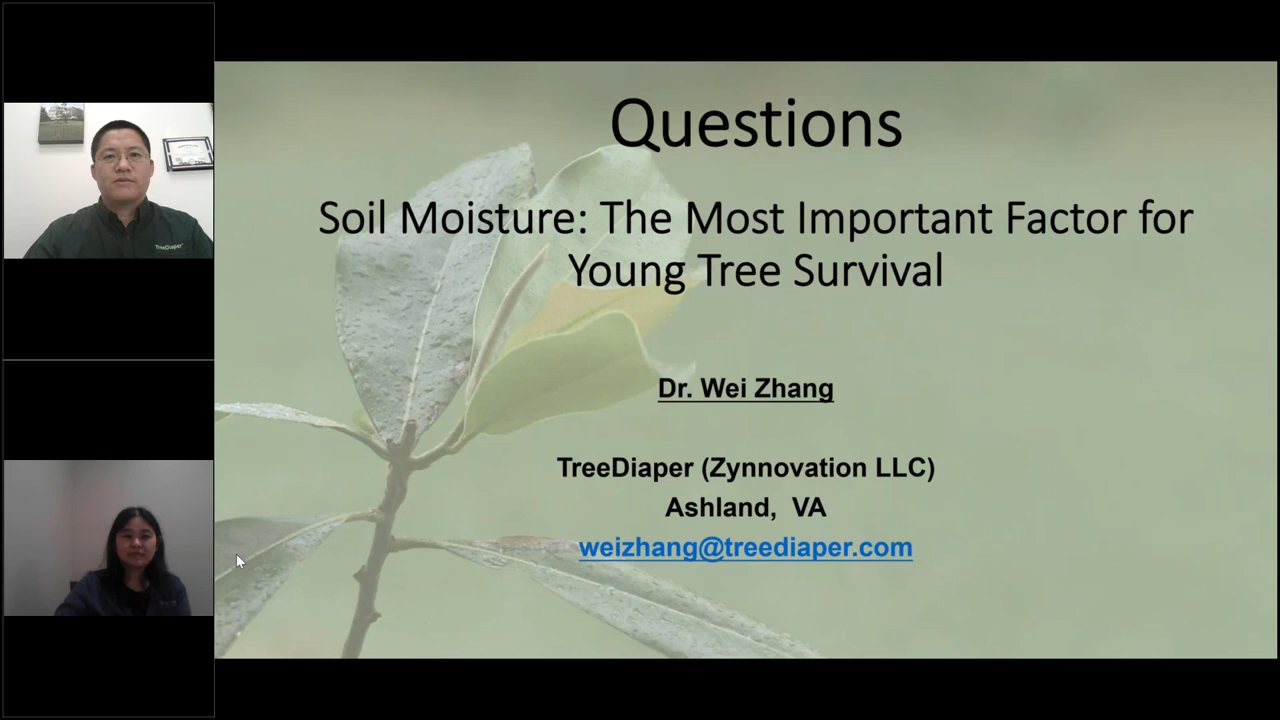 Questions
Soil Moisture: The Most Important Factor for
Young Tree Survival
Dr. Wei Zhang
TreeDiaper (Zynnovation LLC)
Ashland, VA
weizhang@treediaper.com
TreeDiaper